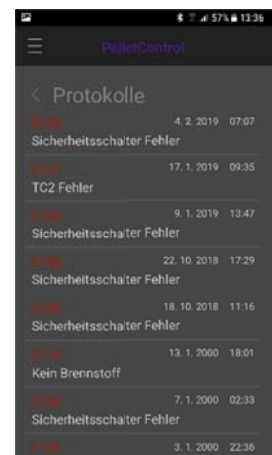 57% 13:36
PelletControl
< Protokolle
4. 2. 2019 07:07
Sicherheitsschalter Fehler
17. 1. 2019 09:35
TC2 Fehler
9. 1. 2019 13:47
Sicherheitsschalter Fehler
22. 10. 2018 17:29
Sicherheitsschalter Fehler
18. 10. 2018 11:16
Sicherheitsschalter Fehler
13. 1. 2000 18:01
Kein Brennstoff
7. 1. 2000 02:33
Sicherheitsschalter Fehler
3. 1. 2000 22:36